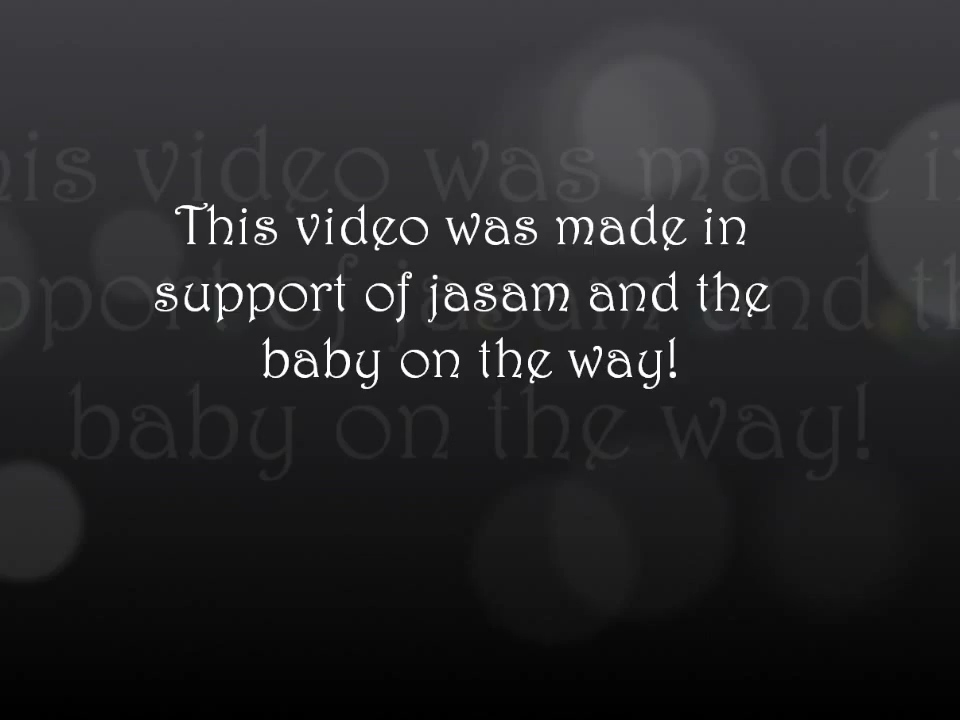 This video was made in
support of jasam and the
baby on the way!